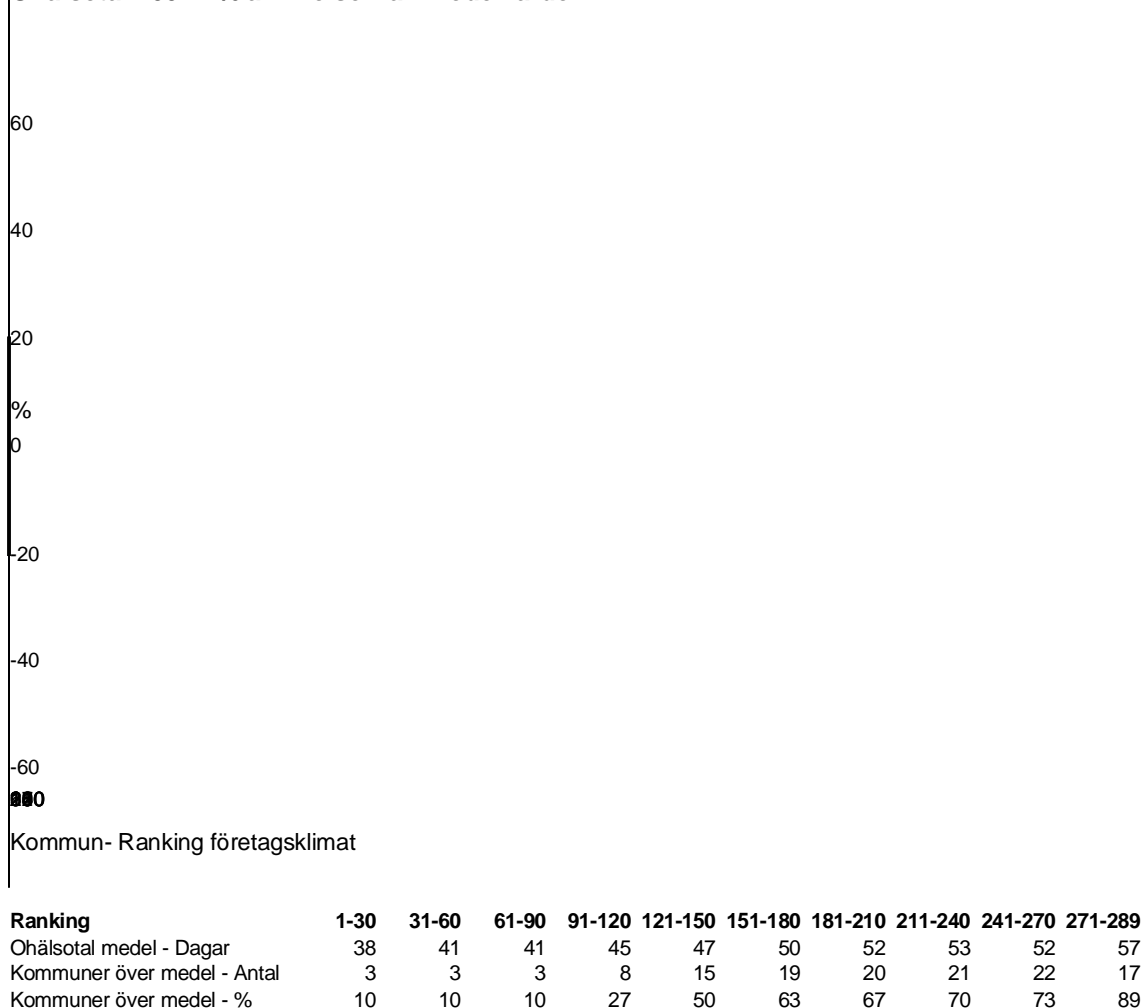 60
40
20
%
0
-20
-40
-60
Kommun- Ranking företagsklimat
Ranking 1-30 31-60 61-90 91-120 121-150 151-180 181-210 211-240 241-270 271-289
Ohälsotal medel - Dagar 38 41 41 45 47 50 52 53 52 57
Kommuner över medel - Antal 3 3 3 8 15 19 20 21 22 17
Kommuner över medel - % 10 10 10 27 50 63 67 70 73 89